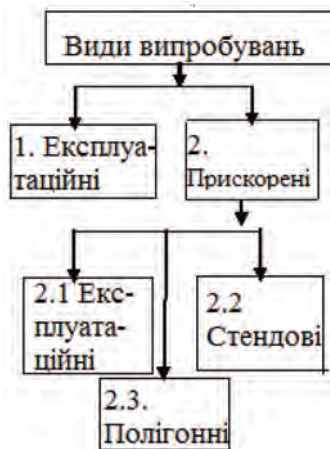 Види випробувань
1. Експлуа-
таційні
2.
Прискорені
2.1 Екс-
плуата-
ційні
2.2
Стендові
2.3.
Полігонні